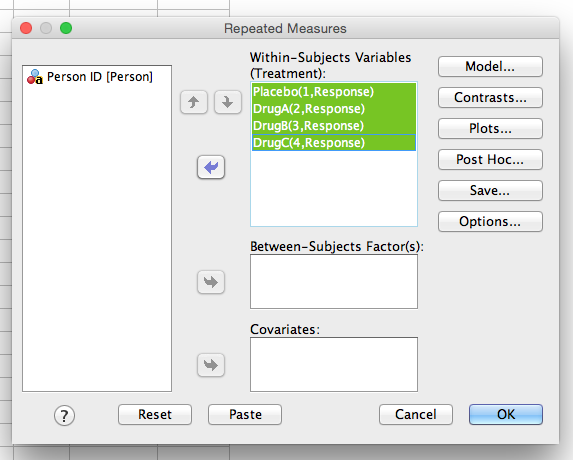 Repeated Measures
Person ID [Person]
Within-Subjects Variables
(Treatment):
Placebo(1,Response)
DrugA(2,Response)
DrugB(3,Response)
DrugC(4,Response)
Between-Subjects Factor(s):
Covariates:
Model...
Contrasts...
Plots...
Post Hoc...
Save...
Options...
?
Reset
Paste
Cancel
OK